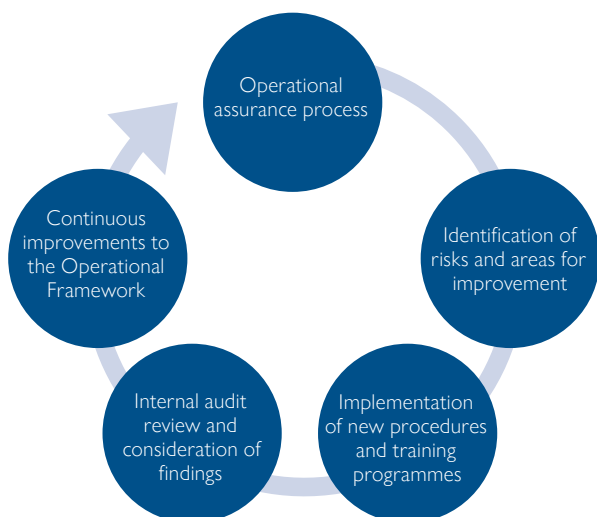 Operational
assurance process
Identification of
risks and areas for
improvement
Implementation
of new procedures
and training
programmes
Internal audit
review and
consideration of
findings
Continuous
improvements to
the Operational
Framework